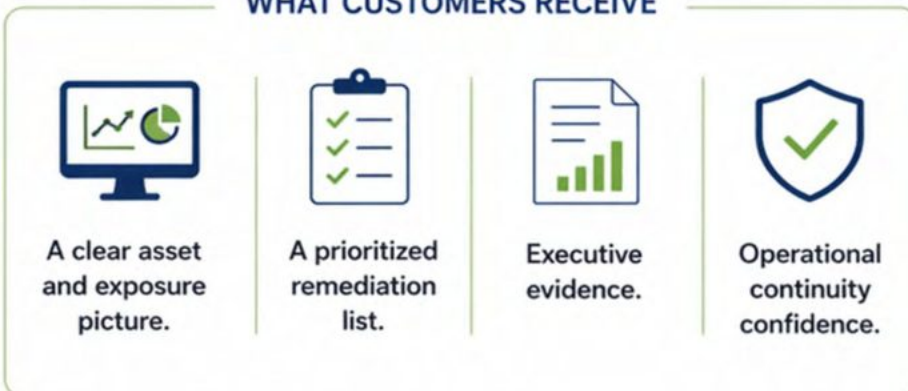 WHAT CUSTOMERS RECEIVE
A clear asset
and exposure
picture.
A prioritized
remediation
list.
Executive
evidence.
Operational
continuity
confidence.